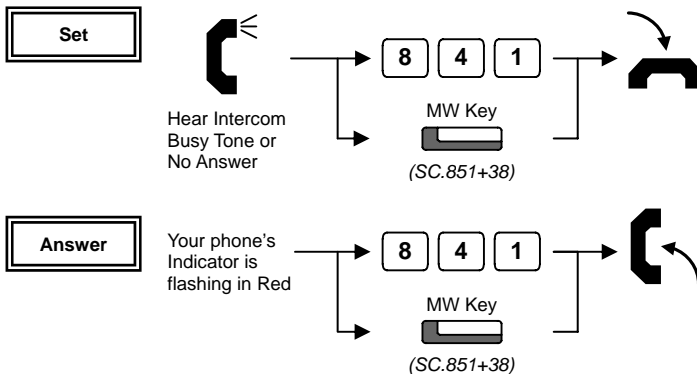 Set
Hear Intercom
Busy Tone or
No Answer
8 4 1
MW Key
(SC.851+38)
Answer
Your phone's
Indicator is
flashing in Red
8 4 1
MW Key
(SC.851+38)